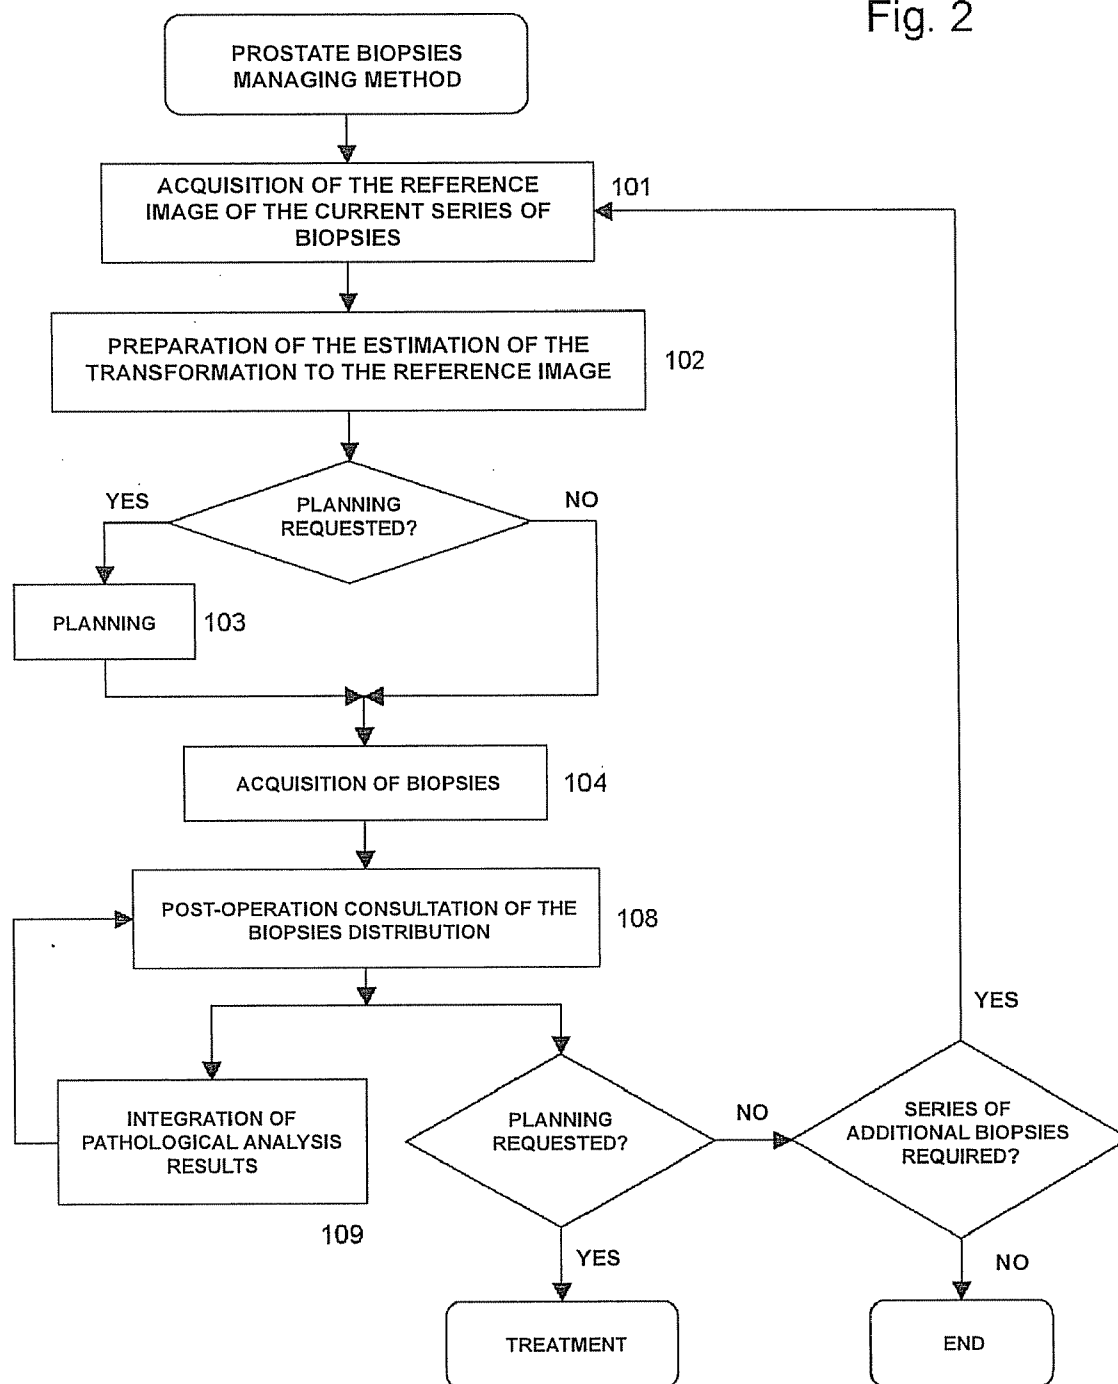 Fig. 2
PROSTATE BIOPSIES
MANAGING METHOD
ACQUISITION OF THE REFERENCE
IMAGE OF THE CURRENT SERIES OF
BIOPSIES
101
PREPARATION OF THE ESTIMATION OF THE
TRANSFORMATION TO THE REFERENCE IMAGE
102
YES
PLANNING
REQUESTED?
NO
PLANNING
103
ACQUISITION OF BIOPSIES
104
POST-OPERATION CONSULTATION OF THE
BIOPSIES DISTRIBUTION
108
YES
INTEGRATION OF
PATHOLOGICAL ANALYSIS
RESULTS
109
PLANNING
REQUESTED?
NO
SERIES OF
ADDITIONAL BIOPSIES
REQUIRED?
YES
NO
TREATMENT
END